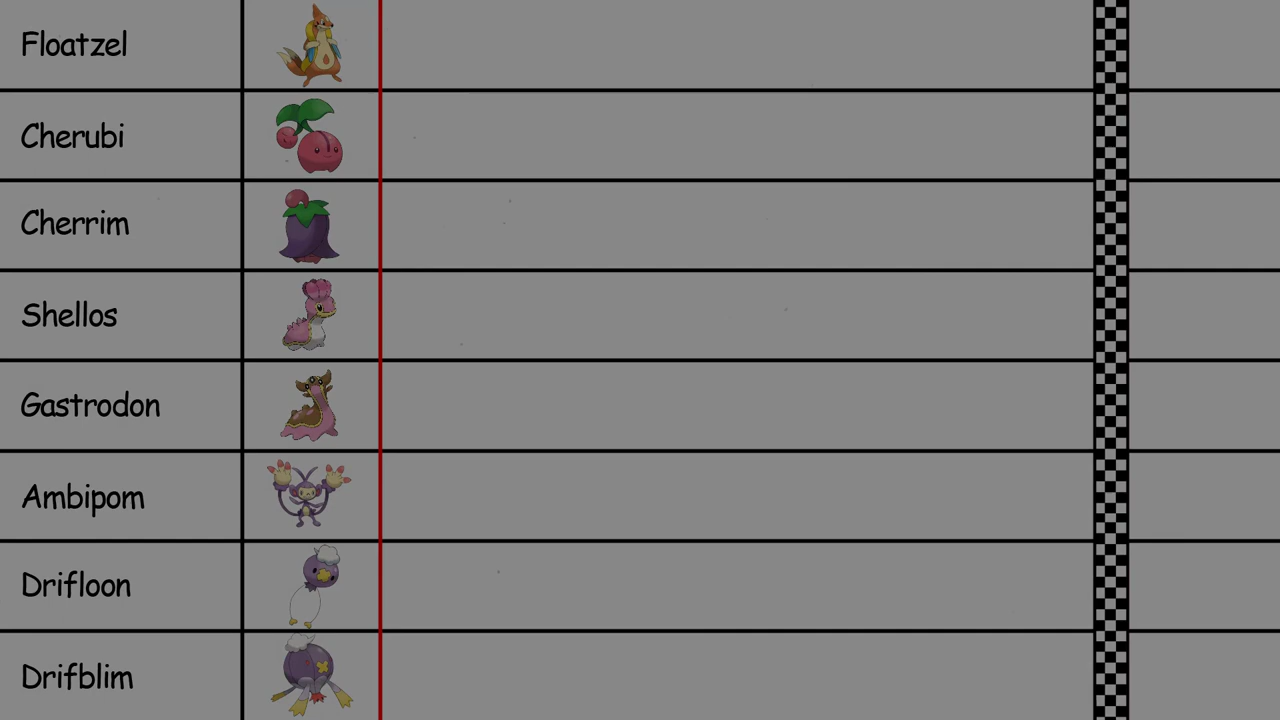 Floatzel
Cherubi
Cherrim
Shellos
Gastrodon
Ambipom
Drifloon
Drifblim